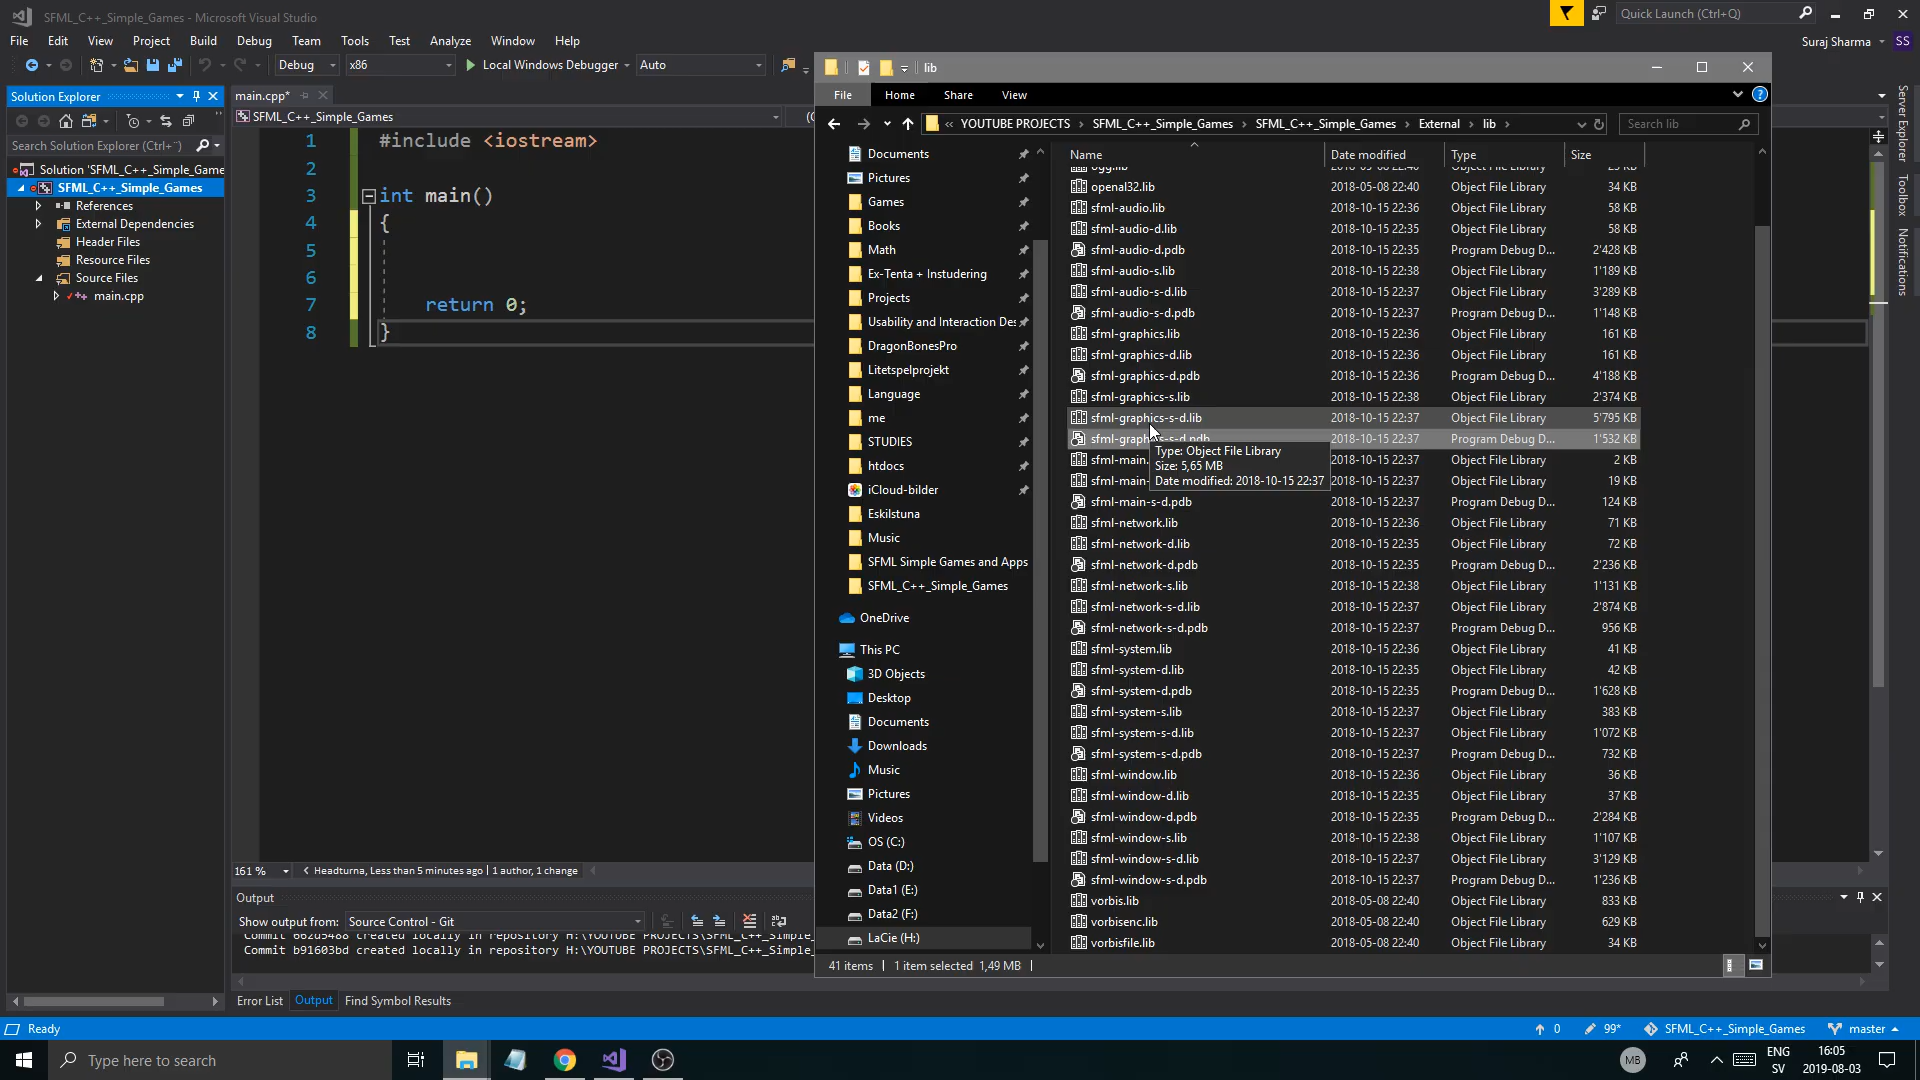 SFML_C++_Simple_Games - Microsoft Visual Studio
Quick Launch (Ctrl+Q)
File Edit View Project Build Debug Team Tools Test Analyze Window Help
Suraj Sharma SS
Debug x86 Local Windows Debugger Auto
Solution Explorer
Search Solution Explorer (Ctrl+¨)
Solution 'SFML_C++_Simple_Game
SFML_C++_Simple_Games
References
External Dependencies
Header Files
Resource Files
Source Files
main.cpp
main.cpp*
SFML_C++_Simple_Games
1 #include <iostream>
2
3 int main()
4 {
5
6
7 return 0;
8 }
161 %
Headturna, Less than 5 minutes ago | 1 author, 1 change
Output
Show output from: Source Control - Git
Commit b91603bd created locally in repository H:\YOUTUBE PROJECTS\SFML_C++_Simple_
Error List Output Find Symbol Results
lib
File Home Share View
« YOUTUBE PROJECTS > SFML_C++_Simple_Games > SFML_C++_Simple_Games > External > lib >
Search lib
Documents
Pictures
Games
Books
Math
Ex-Tenta + Instudering
Projects
Usability and Interaction Des
DragonBonesPro
Litetspelprojekt
Language
me
STUDIES
htdocs
iCloud-bilder
Eskilstuna
Music
SFML Simple Games and Apps
SFML_C++_Simple_Games
OneDrive
This PC
3D Objects
Desktop
Documents
Downloads
Music
Pictures
Videos
OS (C:)
Data (D:)
Data1 (E:)
Data2 (F:)
LaCie (H:)
Name Date modified Type Size
openal32.lib 2018-05-08 22:40 Object File Library 34 KB
sfml-audio.lib 2018-10-15 22:36 Object File Library 58 KB
sfml-audio-d.lib 2018-10-15 22:35 Object File Library 58 KB
sfml-audio-d.pdb 2018-10-15 22:35 Program Debug D... 2'428 KB
sfml-audio-s.lib 2018-10-15 22:38 Object File Library 1'189 KB
sfml-audio-s-d.lib 2018-10-15 22:37 Object File Library 3'289 KB
sfml-audio-s-d.pdb 2018-10-15 22:37 Program Debug D... 1'148 KB
sfml-graphics.lib 2018-10-15 22:36 Object File Library 161 KB
sfml-graphics-d.lib 2018-10-15 22:36 Object File Library 161 KB
sfml-graphics-d.pdb 2018-10-15 22:36 Program Debug D... 4'188 KB
sfml-graphics-s.lib 2018-10-15 22:38 Object File Library 2'374 KB
sfml-graphics-s-d.lib 2018-10-15 22:37 Object File Library 5'795 KB
sfml-graphics-s-d.pdb 2018-10-15 22:37 Program Debug D... 1'532 KB
sfml-main. 2018-10-15 22:37 Object File Library 2 KB
sfml-main- 2018-10-15 22:37 Object File Library 19 KB
Type: Object File Library
Size: 5,65 MB
Date modified: 2018-10-15 22:37
sfml-main-s-d.pdb 2018-10-15 22:37 Program Debug D... 124 KB
sfml-network.lib 2018-10-15 22:36 Object File Library 71 KB
sfml-network-d.lib 2018-10-15 22:35 Object File Library 72 KB
sfml-network-d.pdb 2018-10-15 22:35 Program Debug D... 2'236 KB
sfml-network-s.lib 2018-10-15 22:38 Object File Library 1'131 KB
sfml-network-s-d.lib 2018-10-15 22:37 Object File Library 2'874 KB
sfml-network-s-d.pdb 2018-10-15 22:37 Program Debug D... 956 KB
sfml-system.lib 2018-10-15 22:36 Object File Library 41 KB
sfml-system-d.lib 2018-10-15 22:35 Object File Library 42 KB
sfml-system-d.pdb 2018-10-15 22:35 Program Debug D... 1'628 KB
sfml-system-s.lib 2018-10-15 22:37 Object File Library 383 KB
sfml-system-s-d.lib 2018-10-15 22:37 Object File Library 1'072 KB
sfml-system-s-d.pdb 2018-10-15 22:37 Program Debug D... 732 KB
sfml-window.lib 2018-10-15 22:36 Object File Library 36 KB
sfml-window-d.lib 2018-10-15 22:35 Object File Library 37 KB
sfml-window-d.pdb 2018-10-15 22:35 Program Debug D... 2'284 KB
sfml-window-s.lib 2018-10-15 22:38 Object File Library 1'107 KB
sfml-window-s-d.lib 2018-10-15 22:37 Object File Library 3'129 KB
sfml-window-s-d.pdb 2018-10-15 22:37 Program Debug D... 1'236 KB
vorbis.lib 2018-05-08 22:40 Object File Library 833 KB
vorbisenc.lib 2018-05-08 22:40 Object File Library 629 KB
vorbisfile.lib 2018-05-08 22:40 Object File Library 34 KB
41 items | 1 item selected 1,49 MB |
Server Explorer
Toolbox
Notifications
Ready
0 99* SFML_C++_Simple_Games master
Type here to search
MB
ENG
SV
16:05
2019-08-03